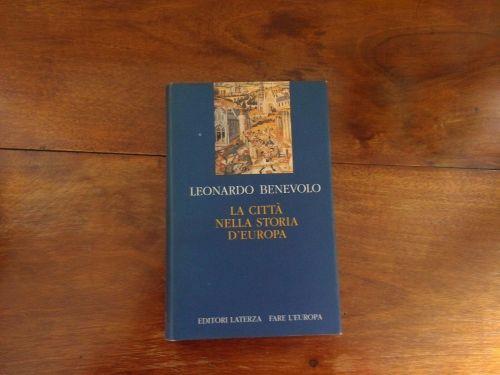 LEONARDO BENEVOLO
LA CITTÀ
NELLA STORIA
D'EUROPA
EDITORI LATERZA FARE L'EUROPA